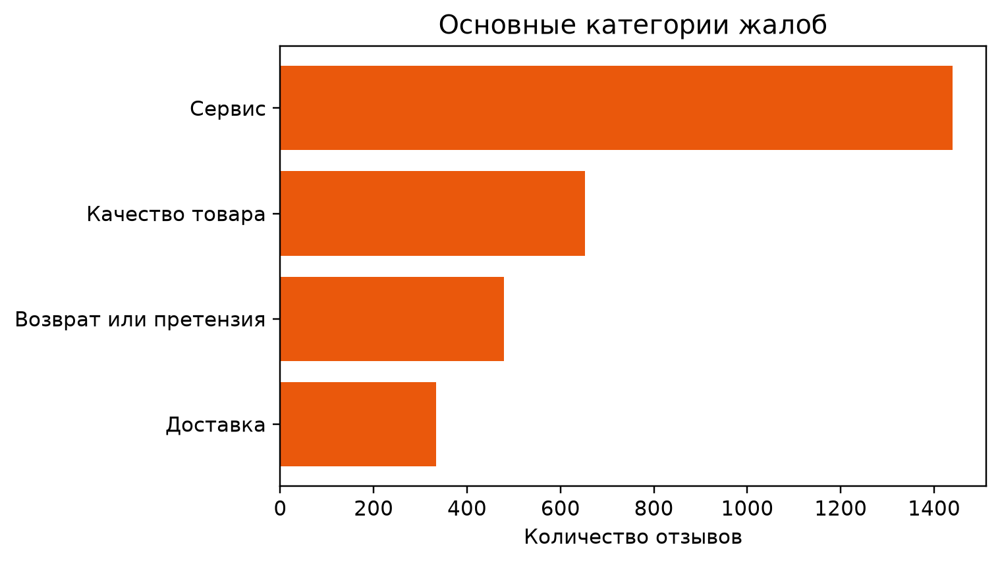 Основные категории жалоб
Сервис
Качество товара
Возврат или претензия
Доставка
0 200 400 600 800 1000 1200 1400
Количество отзывов